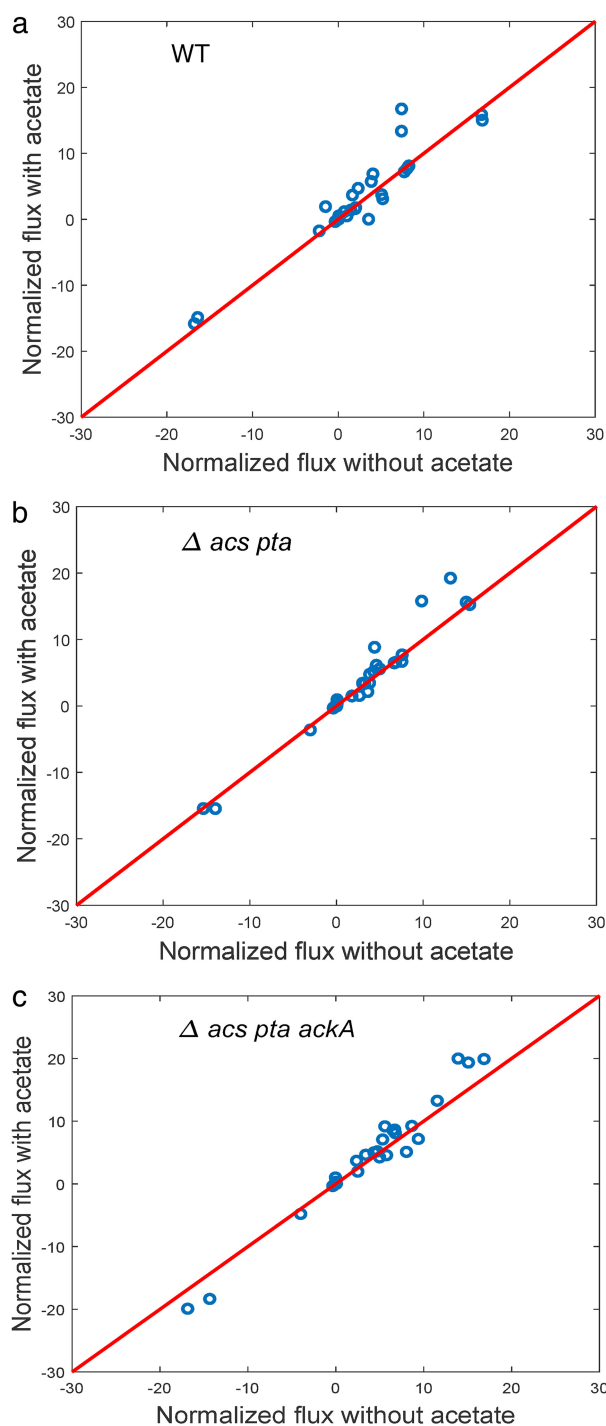 a
WT
Normalized flux with acetate
30
20
10
0
-10
-20
-30
-30 -20 -10 0 10 20 30
Normalized flux without acetate
b
Δ acs pta
Normalized flux with acetate
30
20
10
0
-10
-20
-30
-30 -20 -10 0 10 20 30
Normalized flux without acetate
c
Δ acs pta ackA
Normalized flux with acetate
30
20
10
0
-10
-20
-30
-30 -20 -10 0 10 20 30
Normalized flux without acetate